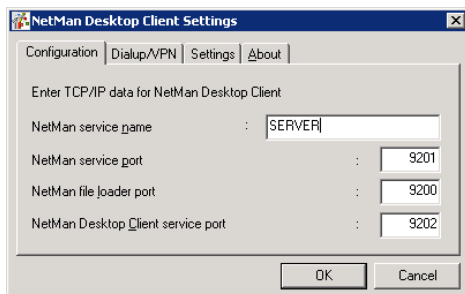 NetMan Desktop Client Settings
Configuration Dialup/VPN Settings About
Enter TCP/IP data for NetMan Desktop Client
NetMan service name : SERVER
NetMan service port : 9201
NetMan file loader port : 9200
NetMan Desktop Client service port : 9202
OK Cancel